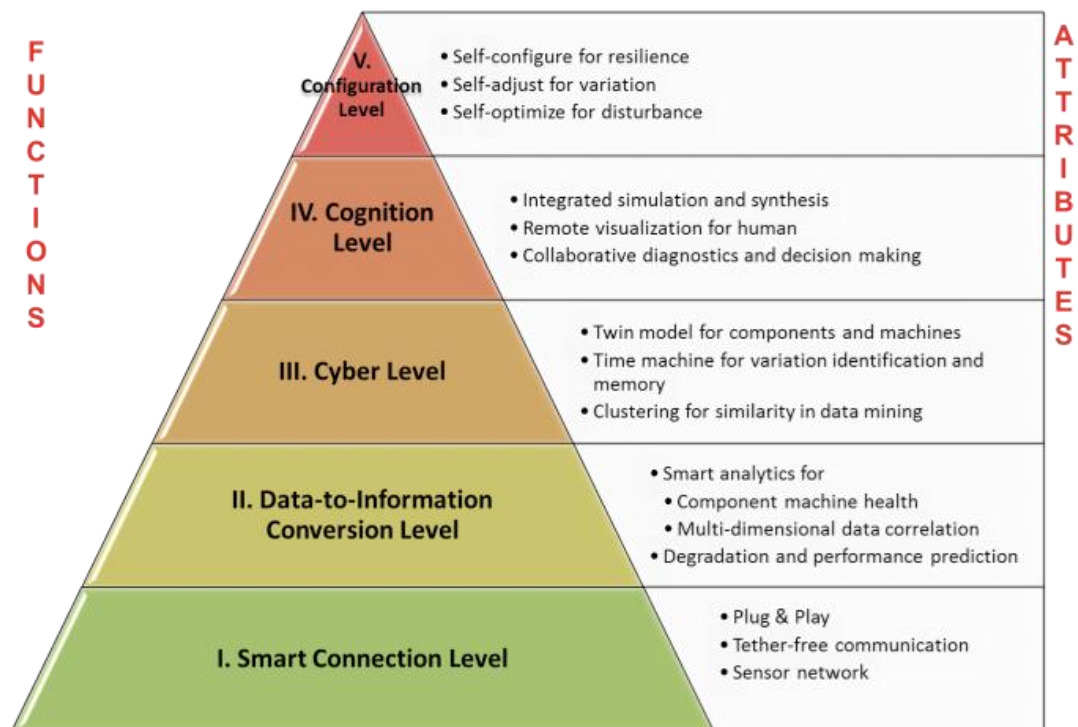 FUNCTIONS
ATTRIBUTES
V.
Configuration
Level
• Self-configure for resilience
• Self-adjust for variation
• Self-optimize for disturbance
IV. Cognition
Level
• Integrated simulation and synthesis
• Remote visualization for human
• Collaborative diagnostics and decision making
III. Cyber Level
• Twin model for components and machines
• Time machine for variation identification and
memory
• Clustering for similarity in data mining
II. Data-to-Information
Conversion Level
• Smart analytics for
• Component machine health
• Multi-dimensional data correlation
• Degradation and performance prediction
I. Smart Connection Level
• Plug & Play
• Tether-free communication
• Sensor network